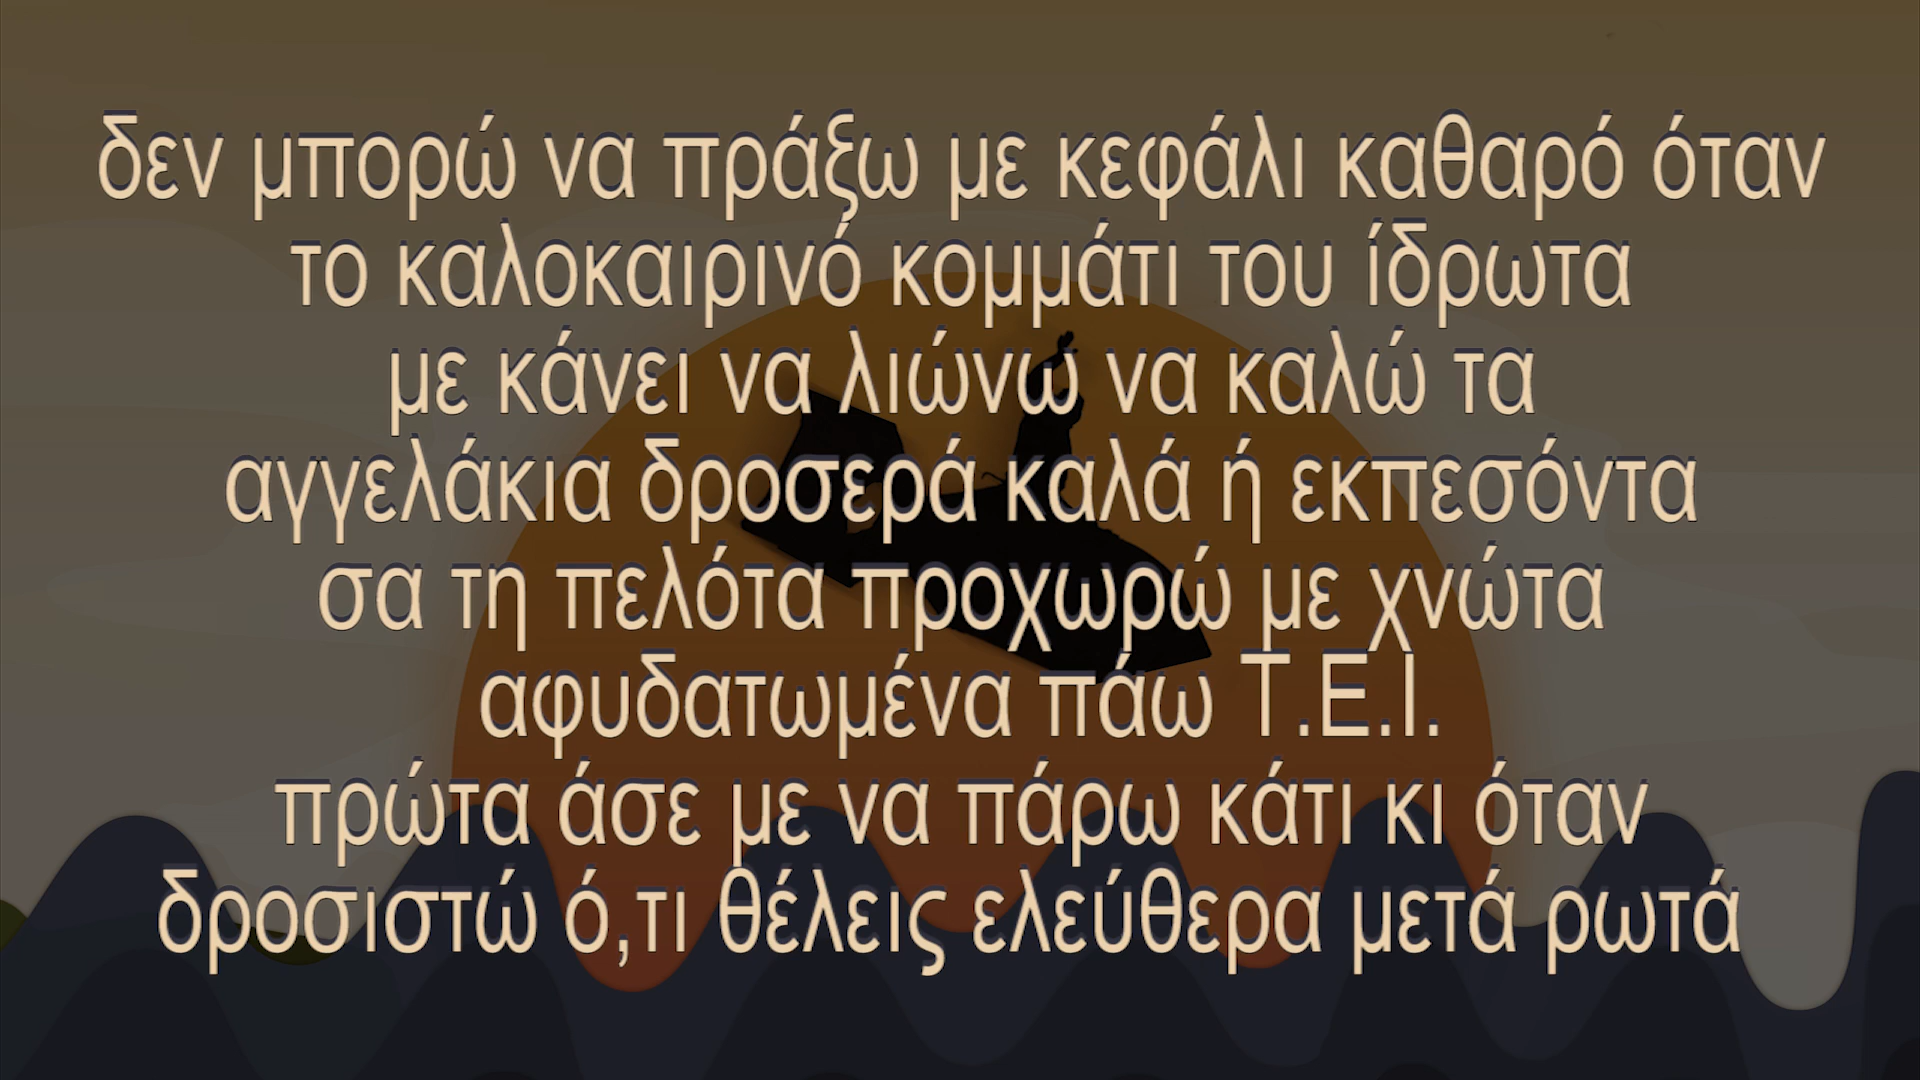 δεν μπορώ να πράξω με κεφάλι καθαρό όταν
το καλοκαιρινό κομμάτι του ίδρωτα
με κάνει να λιώνω να καλώ τα
αγγελάκια δροσερά καλά ή εκπεσόντα
σα τη πελότα προχωρώ με χνώτα
αφυδατωμένα πάω Τ.Ε.Ι.
πρώτα άσε με να πάρω κάτι κι όταν
δροσιστώ ό,τι θέλεις ελεύθερα μετά ρωτά